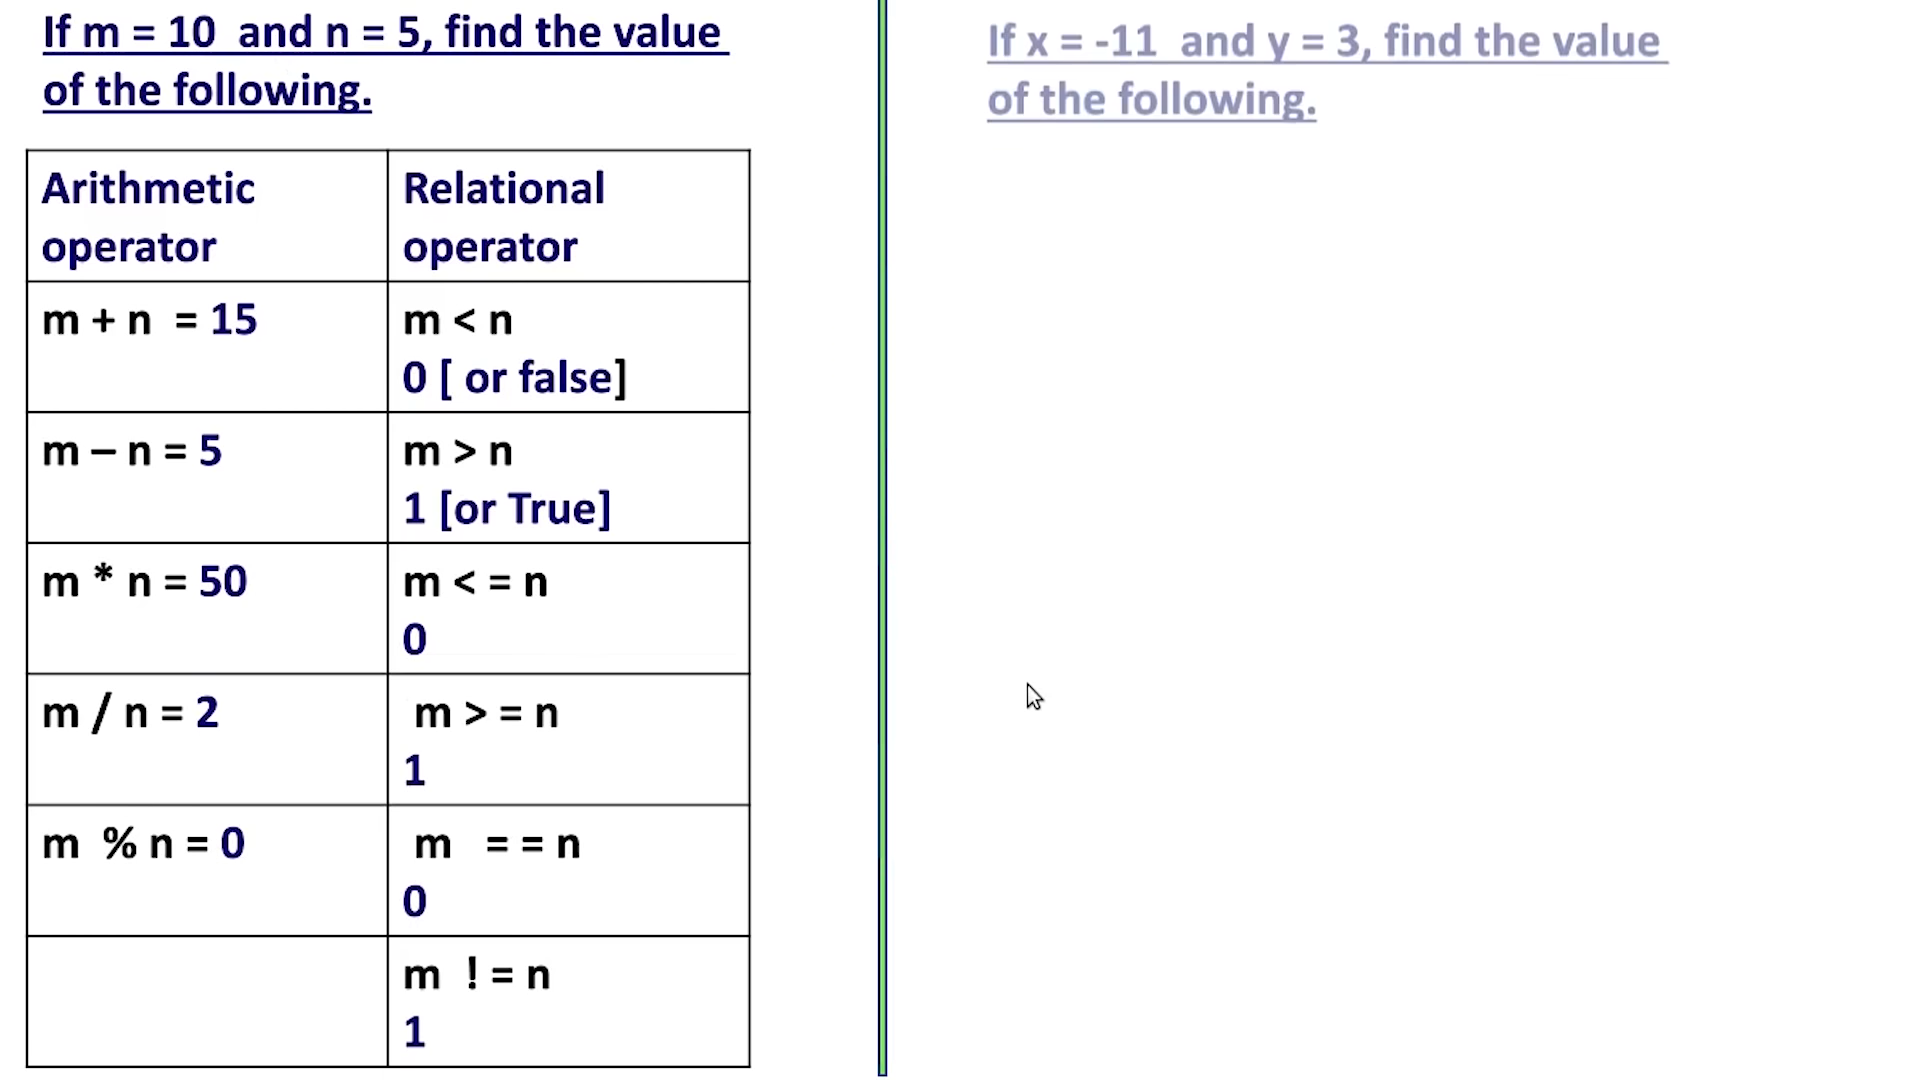 If m = 10 and n = 5, find the value
of the following.
Arithmetic
operator
Relational
operator
m + n = 15
m < n
0 [ or false]
m – n = 5
m > n
1 [or True]
m * n = 50
m < = n
0
m / n = 2
m > = n
1
m % n = 0
m = = n
0
m ! = n
1
If x = -11 and y = 3, find the value
of the following.